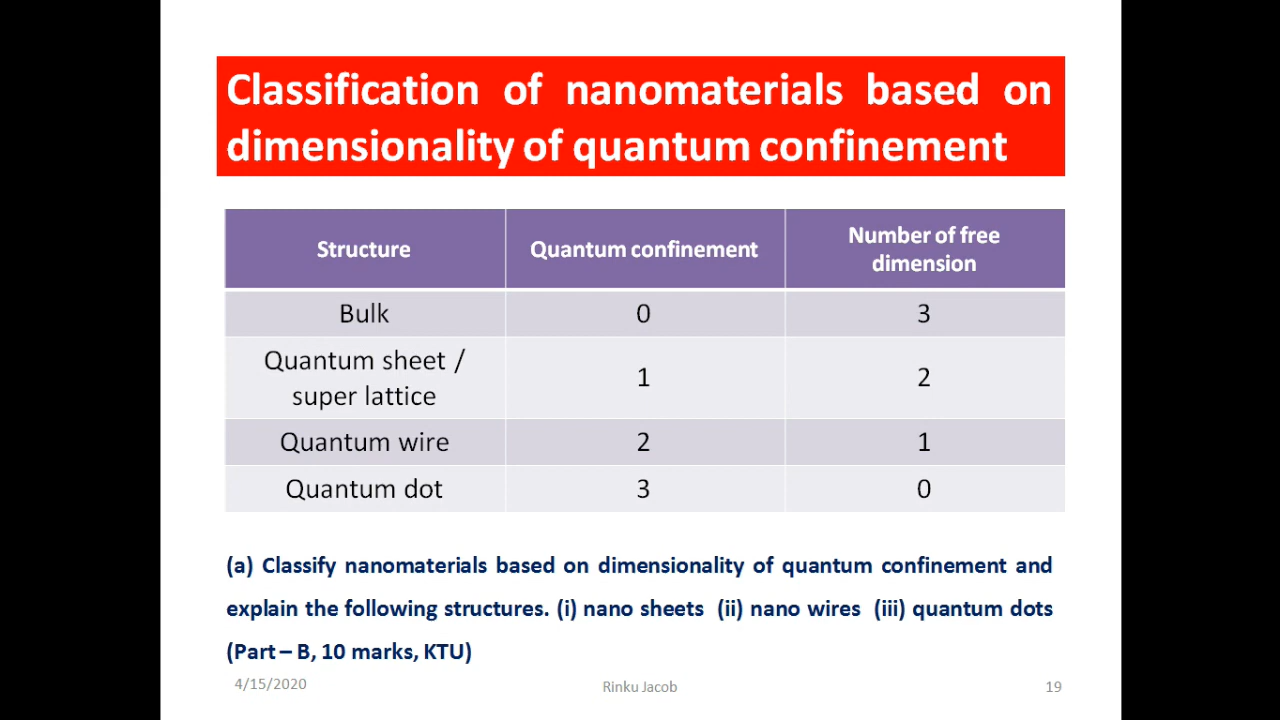 Classification of nanomaterials based on
dimensionality of quantum confinement
Structure
Quantum confinement
Number of free
dimension
Bulk
0
3
Quantum sheet /
super lattice
1
2
Quantum wire
2
1
Quantum dot
3
0
(a) Classify nanomaterials based on dimensionality of quantum confinement and
explain the following structures. (i) nano sheets (ii) nano wires (iii) quantum dots
(Part – B, 10 marks, KTU)
4/15/2020
Rinku Jacob
19